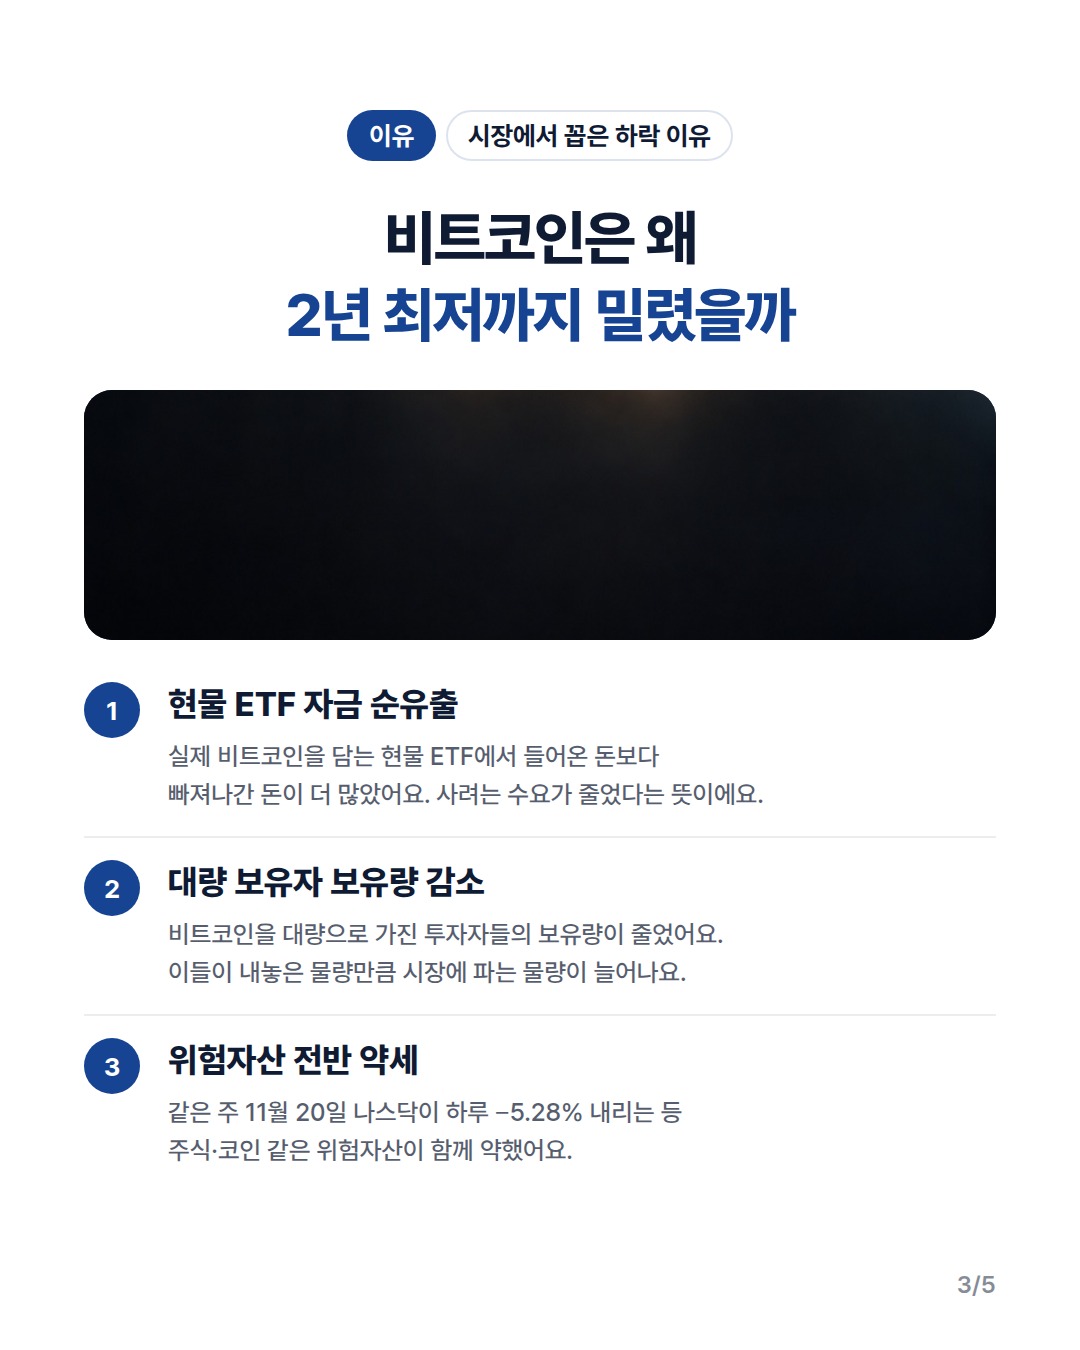 이유
시장에서 꼽은 하락 이유
비트코인은 왜
2년 최저까지 밀렸을까
1
현물 ETF 자금 순유출
실제 비트코인을 담는 현물 ETF에서 들어온 돈보다
빠져나간 돈이 더 많았어요. 사려는 수요가 줄었다는 뜻이에요.
2
대량 보유자 보유량 감소
비트코인을 대량으로 가진 투자자들의 보유량이 줄었어요.
이들이 내놓은 물량만큼 시장에 파는 물량이 늘어나요.
3
위험자산 전반 약세
같은 주 11월 20일 나스닥이 하루 −5.28% 내리는 등
주식·코인 같은 위험자산이 함께 약했어요.
3/5